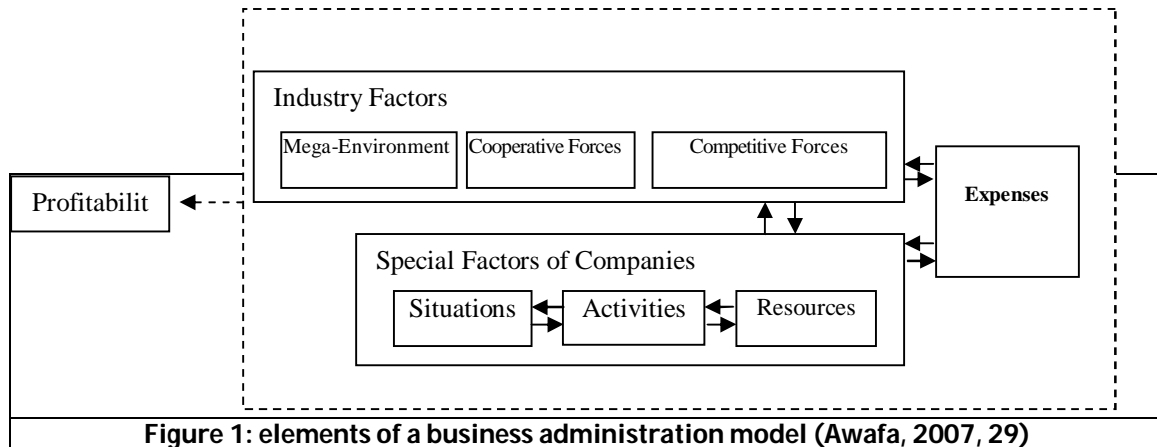 Industry Factors
Mega-Environment
Cooperative Forces
Competitive Forces
Profitabilit
Expenses
Special Factors of Companies
Situations
Activities
Resources
Figure 1: elements of a business administration model (Awafa, 2007, 29)